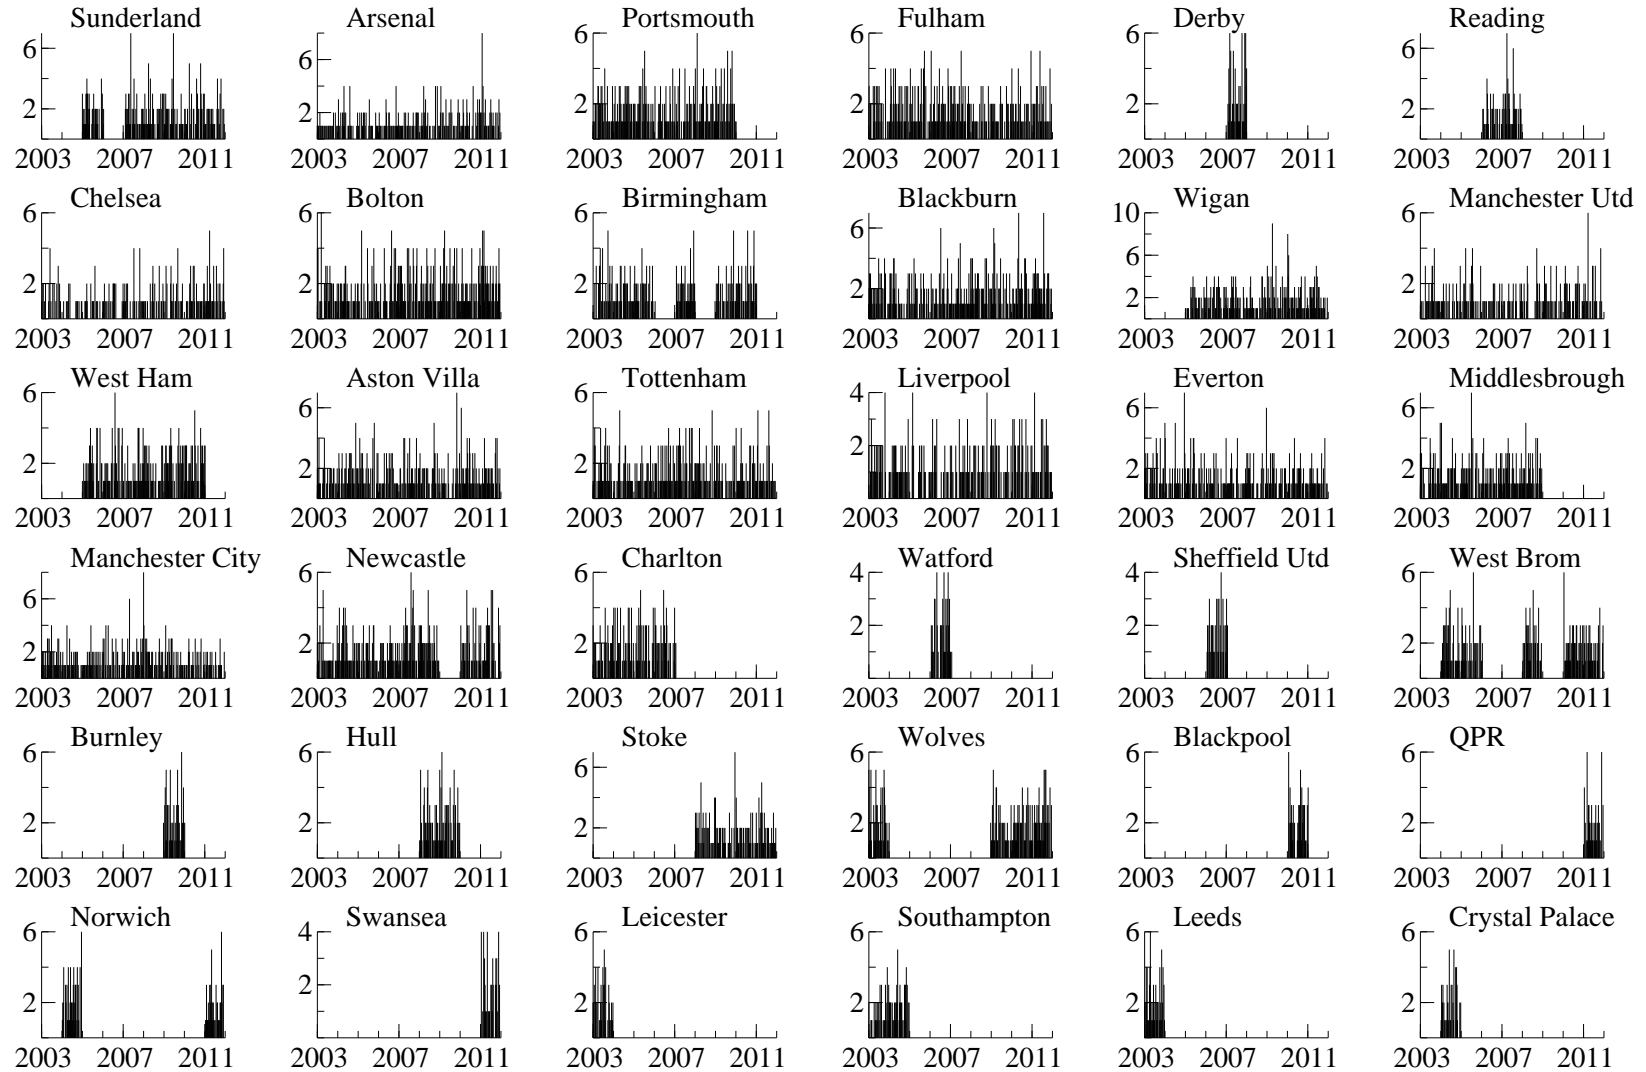 Sunderland Arsenal Portsmouth Fulham Derby Reading
6 6 6 6 6 6
2 2 2 2 2 2
2003 2007 2011 2003 2007 2011 2003 2007 2011 2003 2007 2011 2003 2007 2011 2003 2007 2011
Chelsea Bolton Birmingham Blackburn Wigan Manchester Utd
6 6 6 6 10 6
6
2 2 2 2 2 2
2003 2007 2011 2003 2007 2011 2003 2007 2011 2003 2007 2011 2003 2007 2011 2003 2007 2011
West Ham Aston Villa Tottenham Liverpool Everton Middlesbrough
6 6 6 4 6 6
2 2 2 2 2 2
2003 2007 2011 2003 2007 2011 2003 2007 2011 2003 2007 2011 2003 2007 2011 2003 2007 2011
Manchester City Newcastle Charlton Watford Sheffield Utd West Brom
6 6 6 4 4 6
2 2 2 2 2 2
2003 2007 2011 2003 2007 2011 2003 2007 2011 2003 2007 2011 2003 2007 2011 2003 2007 2011
Burnley Hull Stoke Wolves Blackpool QPR
6 6 6 6 6 6
2 2 2 2 2 2
2003 2007 2011 2003 2007 2011 2003 2007 2011 2003 2007 2011 2003 2007 2011 2003 2007 2011
Norwich Swansea Leicester Southampton Leeds Crystal Palace
6 4 6 6 6 6
2 2 2 2 2 2
2003 2007 2011 2003 2007 2011 2003 2007 2011 2003 2007 2011 2003 2007 2011 2003 2007 2011